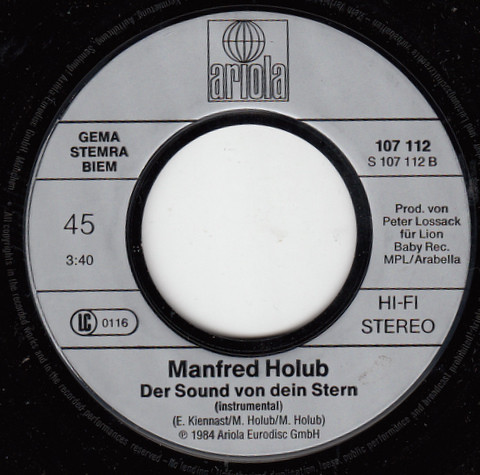 ariola
GEMA
STEMRA
BIEM
107 112
S 107 112 B
45
3:40
Prod. von
Peter Lossack
für Lion
Baby Rec.
MPL/Arabella
LC 0116
HI-FI
STEREO
Manfred Holub
Der Sound von dein Stern
(instrumental)
(E. Kiennast/M. Holub/M. Holub)
℗ 1984 Ariola Eurodisc GmbH